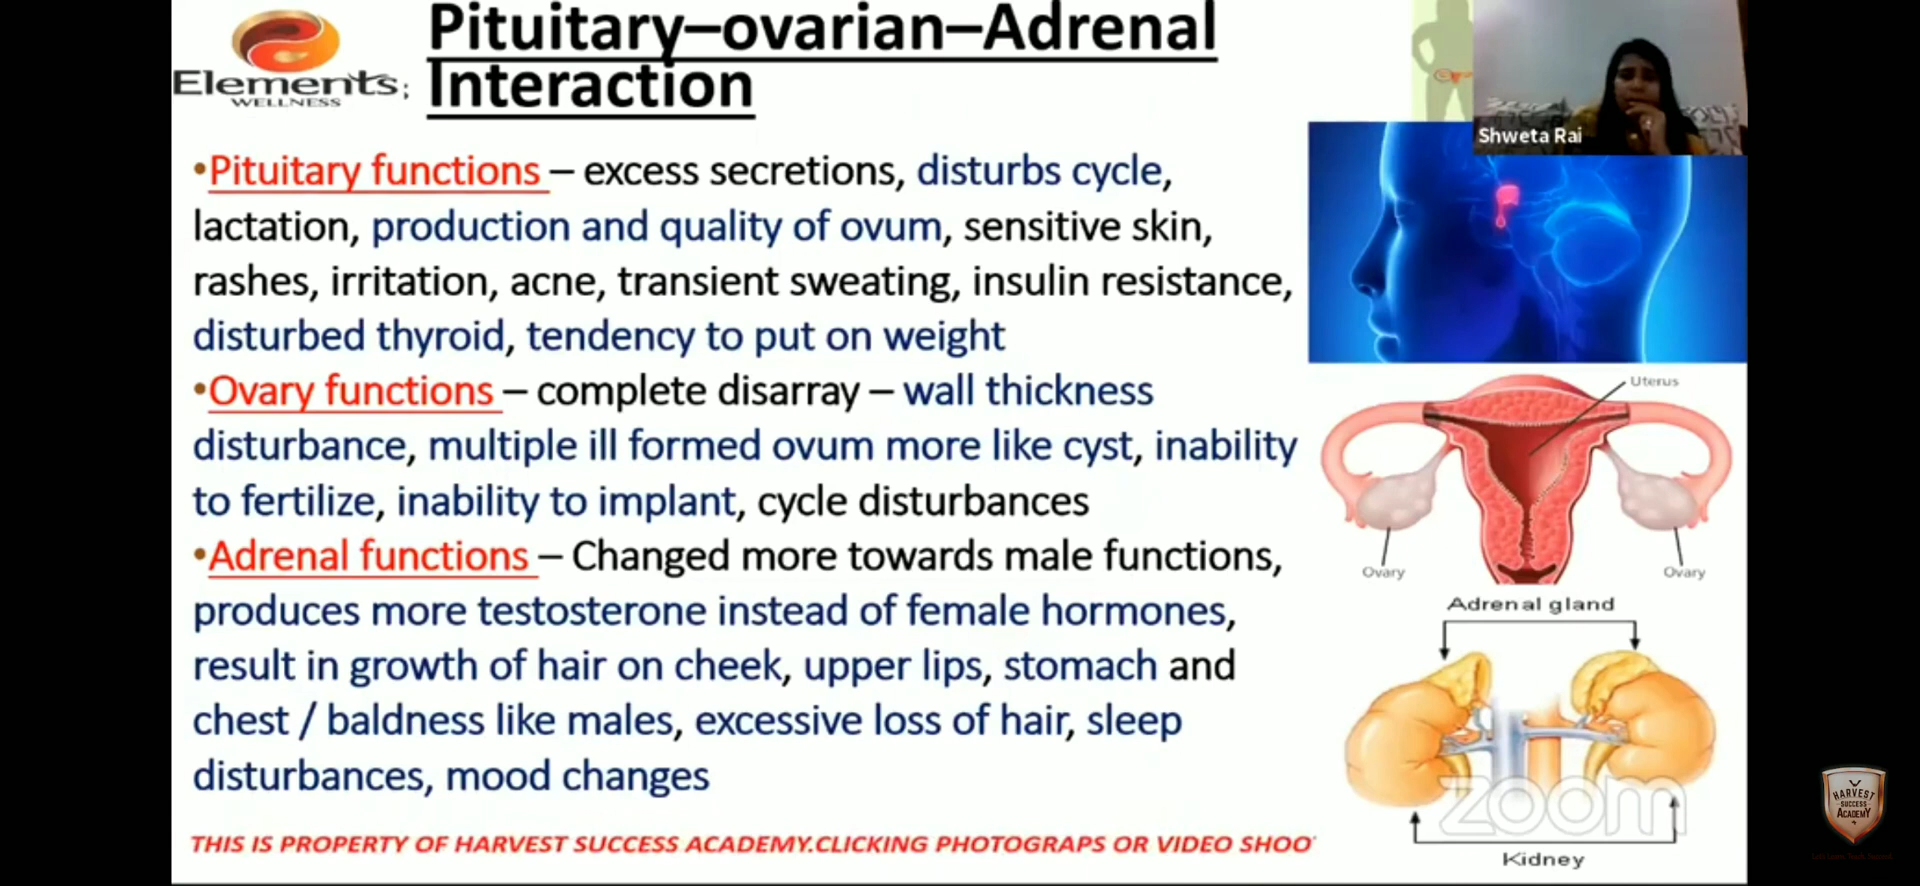 Pituitary–ovarian–Adrenal
Interaction
Elements
WELLNESS
Shweta Rai
•Pituitary functions – excess secretions, disturbs cycle,
lactation, production and quality of ovum, sensitive skin,
rashes, irritation, acne, transient sweating, insulin resistance,
disturbed thyroid, tendency to put on weight
•Ovary functions – complete disarray – wall thickness
disturbance, multiple ill formed ovum more like cyst, inability
to fertilize, inability to implant, cycle disturbances
•Adrenal functions – Changed more towards male functions,
produces more testosterone instead of female hormones,
result in growth of hair on cheek, upper lips, stomach and
chest / baldness like males, excessive loss of hair, sleep
disturbances, mood changes
Uterus
Ovary
Ovary
Adrenal gland
Kidney
zoom
HARVEST
SUCCESS
ACADEMY
THIS IS PROPERTY OF HARVEST SUCCESS ACADEMY.CLICKING PHOTOGRAPS OR VIDEO SHOO